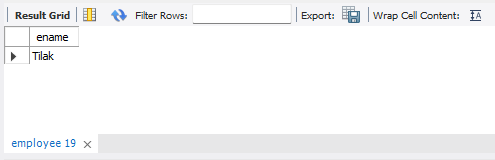 Result Grid Filter Rows: Export: Wrap Cell Content:
ename
Tilak
employee 19